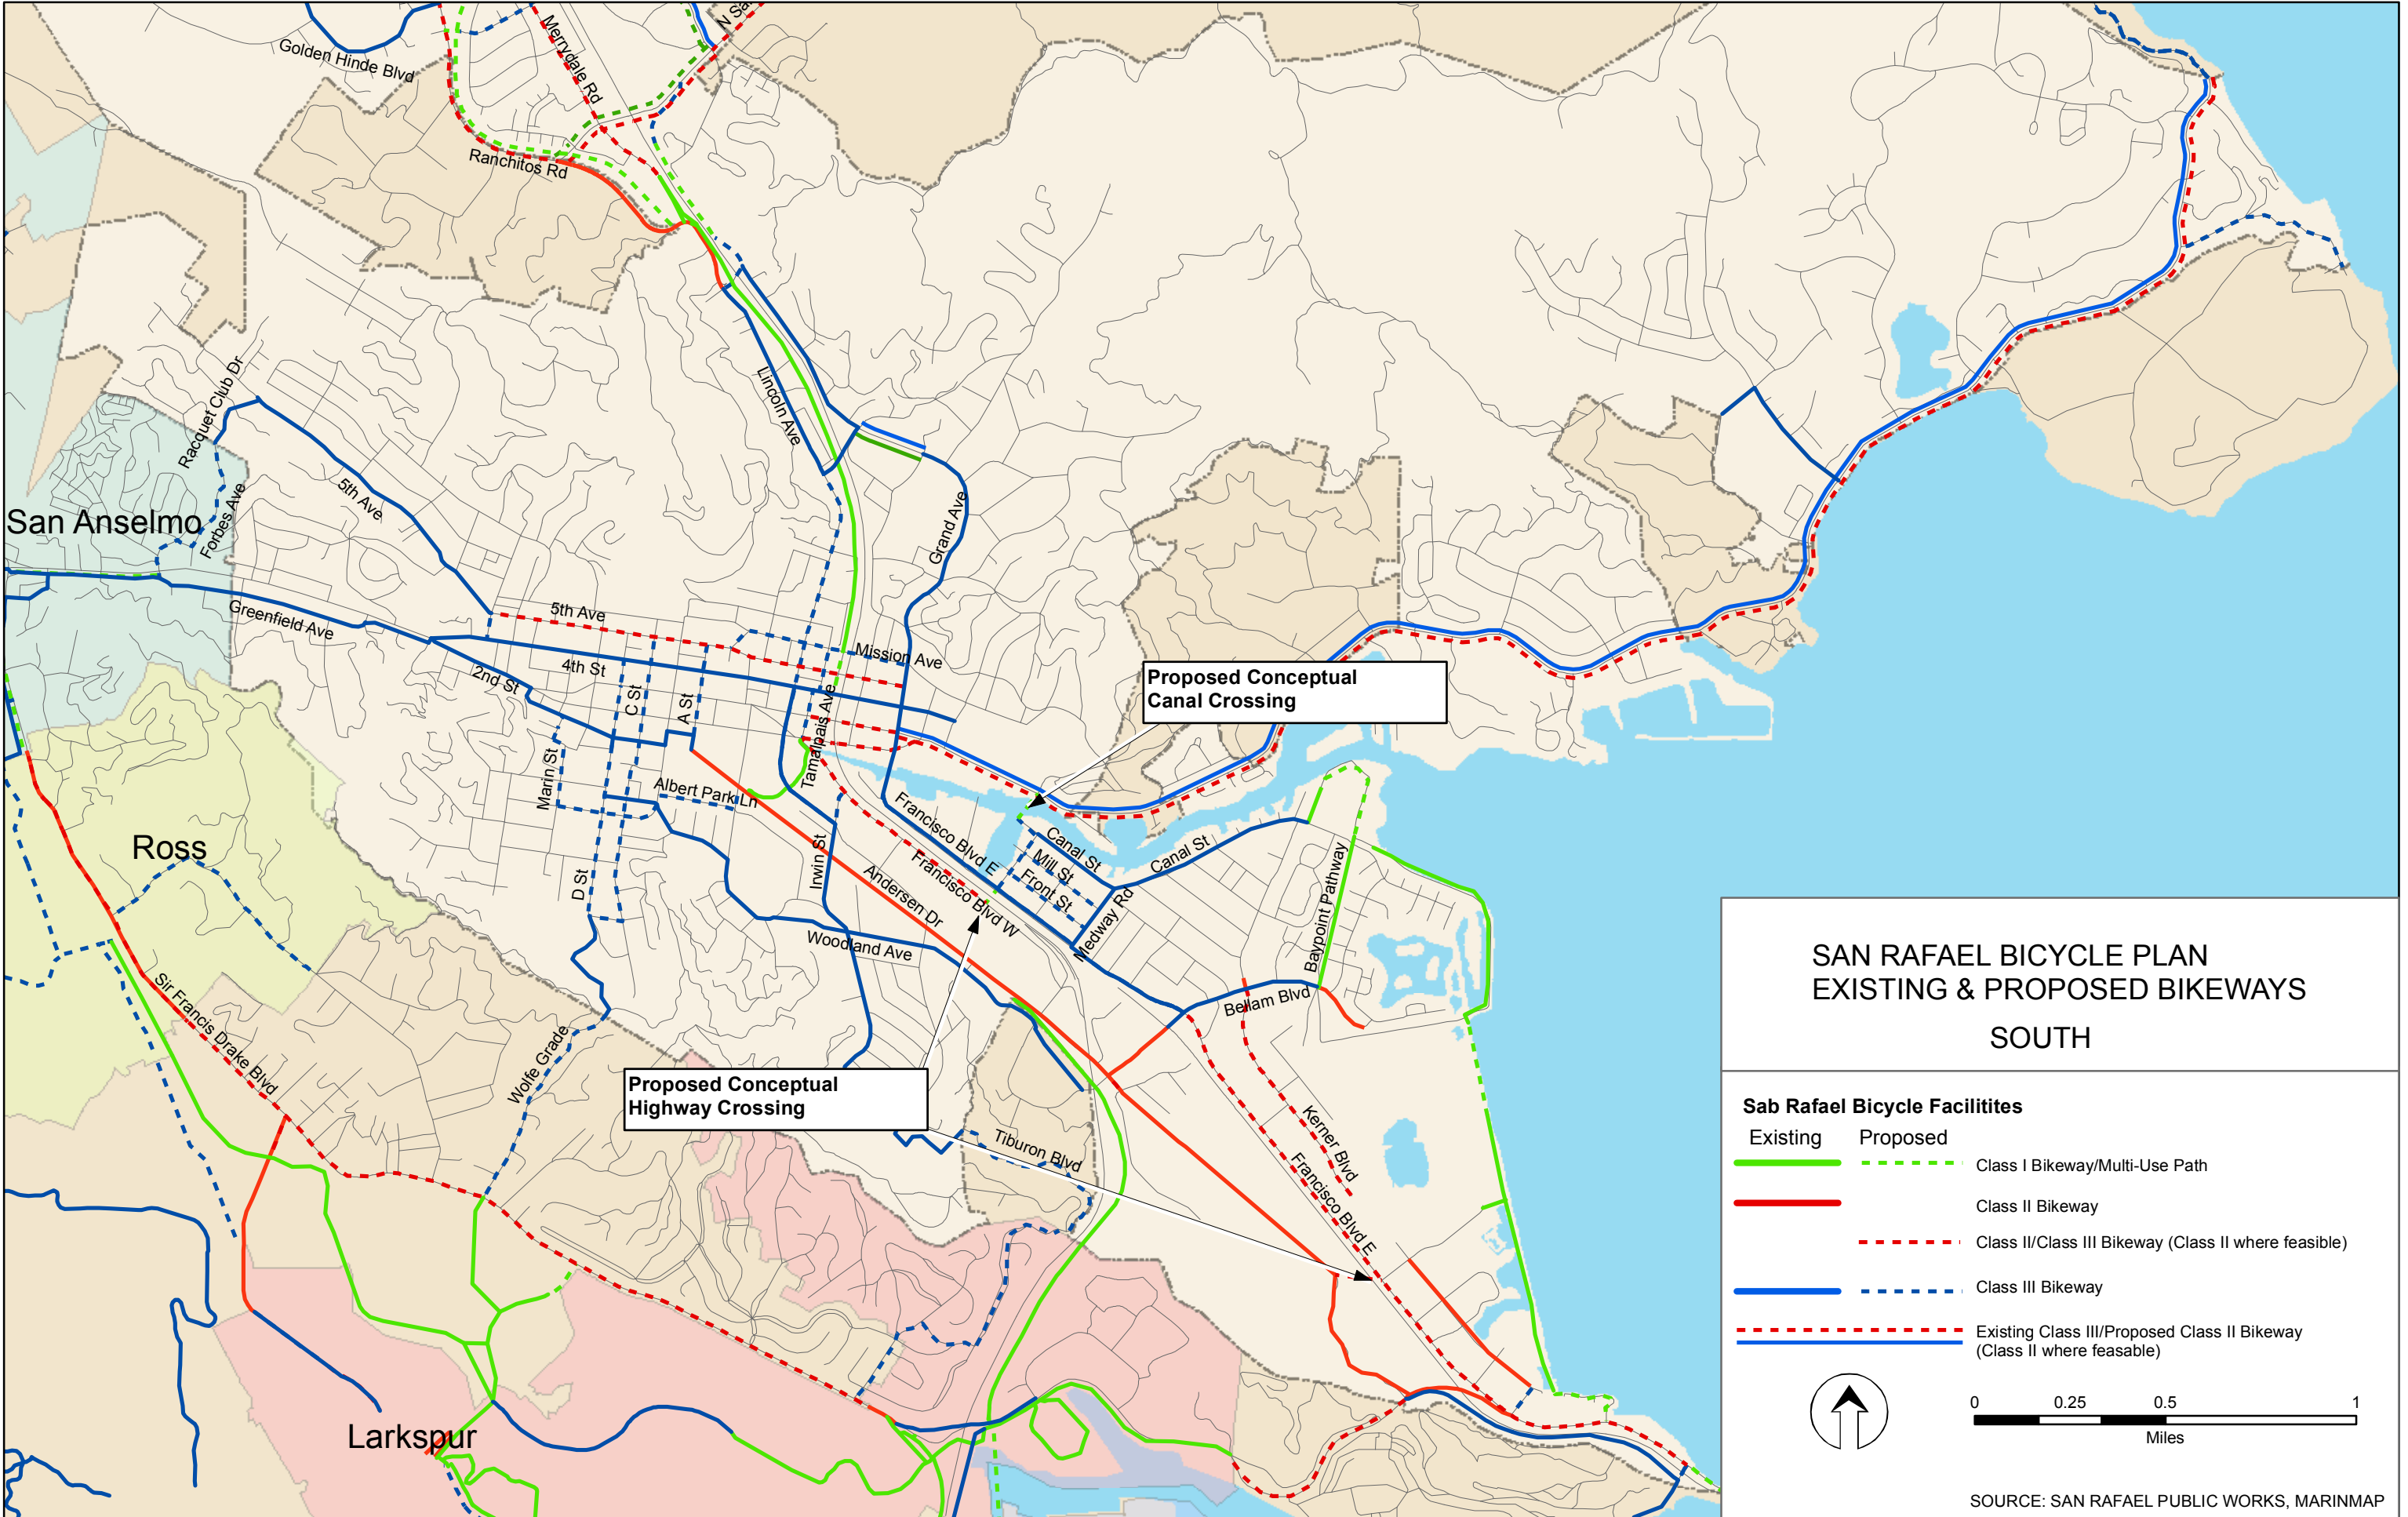 N Sa
Merrydale Rd
Golden Hinde Blvd
Ranchitos Rd
Racquet Club Dr
Lincoln Ave
5th Ave
Grand Ave
San Anselmo
Forbes Ave
Greenfield Ave
5th Ave
Mission Ave
4th St
2nd St
C St
A St
Tamalpais Ave
Proposed Conceptual
Canal Crossing
Marin St
Albert Park Ln
Francisco Blvd E
Canal St
Canal St
Mill St
Front St
Ross
D St
Irwin St
Andersen Dr
Francisco Blvd W
Medway Rd
Baypoint Pathway
Woodland Ave
Bellam Blvd
Sir Francis Drake Blvd
Wolfe Grade
Proposed Conceptual
Highway Crossing
Tiburon Blvd
Kerner Blvd
Francisco Blvd E
Larkspur
SAN RAFAEL BICYCLE PLAN
EXISTING & PROPOSED BIKEWAYS
SOUTH
Sab Rafael Bicycle Facilitites
Existing Proposed
Class I Bikeway/Multi-Use Path
Class II Bikeway
Class II/Class III Bikeway (Class II where feasible)
Class III Bikeway
Existing Class III/Proposed Class II Bikeway
(Class II where feasable)
0 0.25 0.5 1
Miles
SOURCE: SAN RAFAEL PUBLIC WORKS, MARINMAP